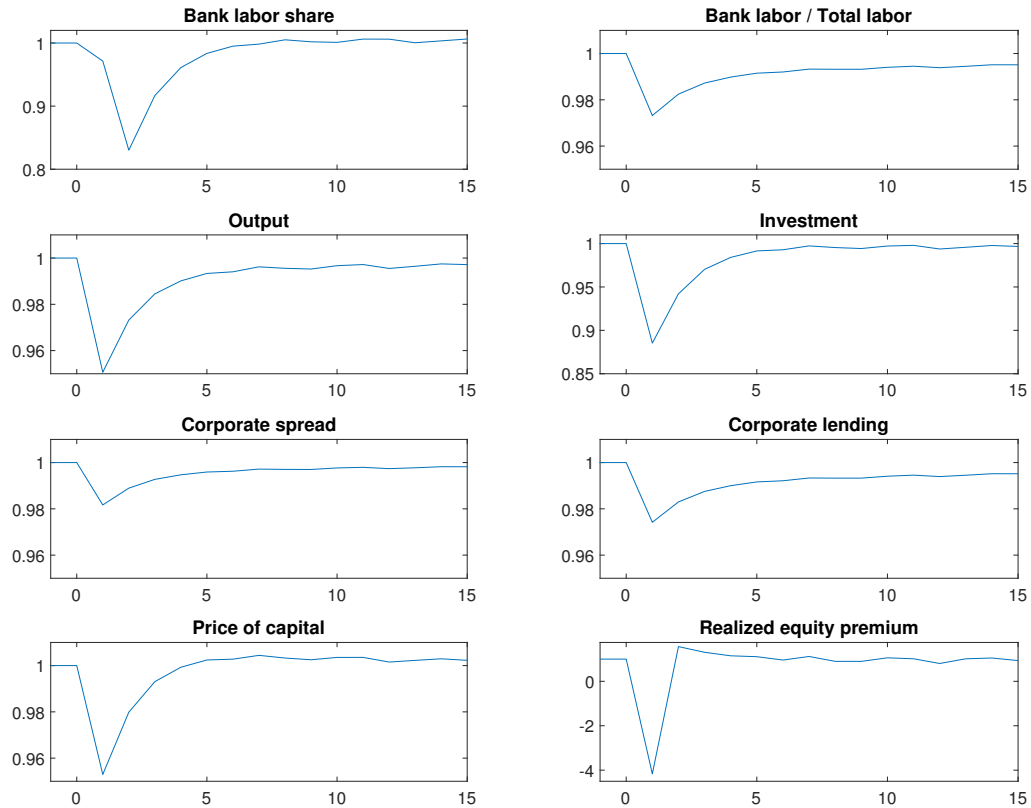 Bank labor share
1
0.9
0.8
0 5 10 15
Bank labor / Total labor
1
0.98
0.96
0 5 10 15
Output
1
0.98
0.96
0 5 10 15
Investment
1
0.95
0.9
0.85
0 5 10 15
Corporate spread
1
0.98
0.96
0 5 10 15
Corporate lending
1
0.98
0.96
0 5 10 15
Price of capital
1
0.98
0.96
0 5 10 15
Realized equity premium
0
-2
-4
0 5 10 15